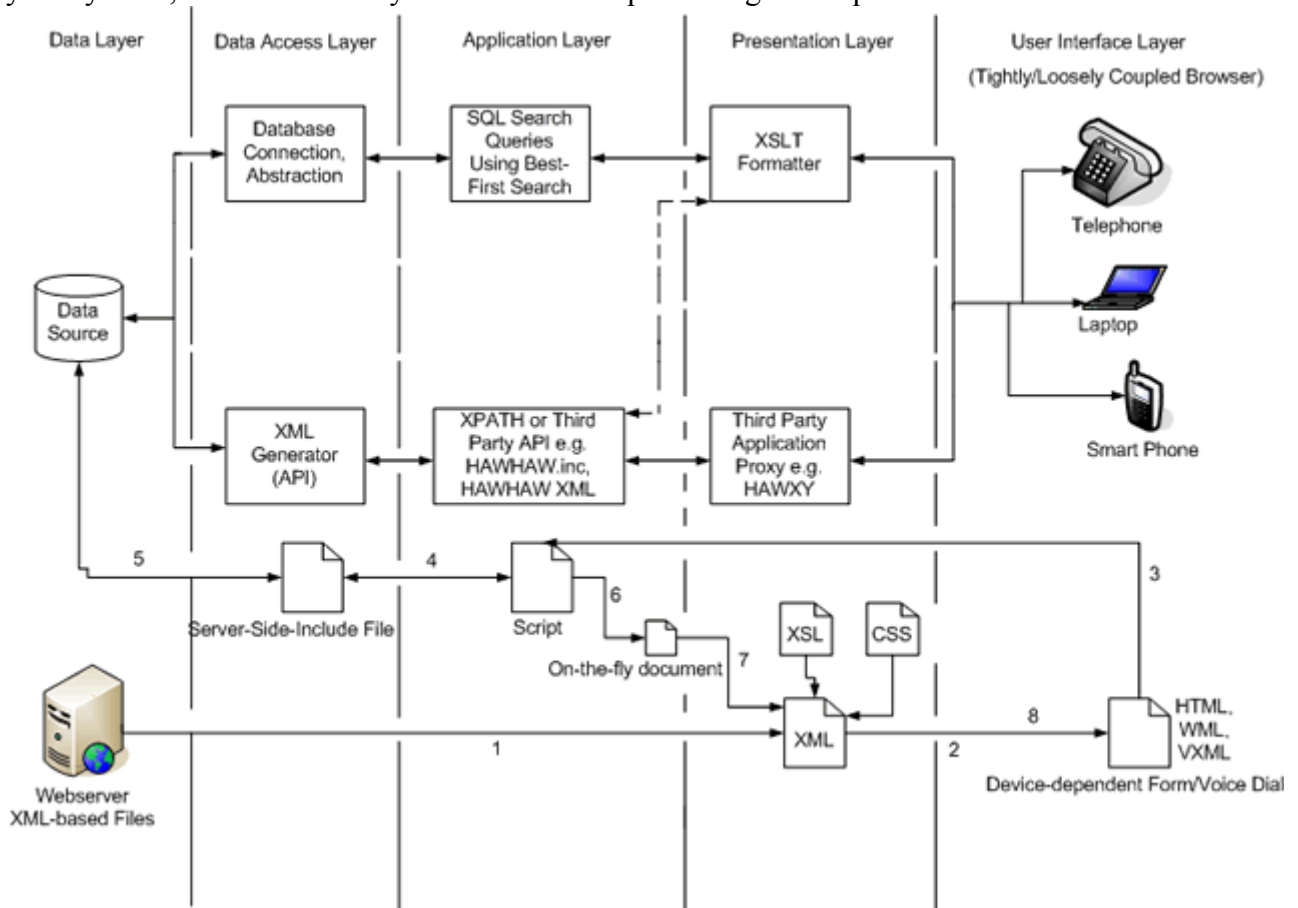 Data Layer
Data Access Layer
Application Layer
Presentation Layer
User Interface Layer
(Tightly/Loosely Coupled Browser)
Database
Connection,
Abstraction
SQL Search
Queries
Using Best-
First Search
XSLT
Formatter
Telephone
Data
Source
Laptop
XML
Generator
(API)
XPATH or Third
Party API e.g.
HAWHAW.inc,
HAWHAW XML
Third Party
Application
Proxy e.g.
HAWXY
Smart Phone
5
4
3
6
Server-Side-Include File
Script
On-the-fly document
7
XSL
CSS
1
XML
2
8
HTML,
WML,
VXML
Device-dependent Form/Voice Dial
Webserver
XML-based Files